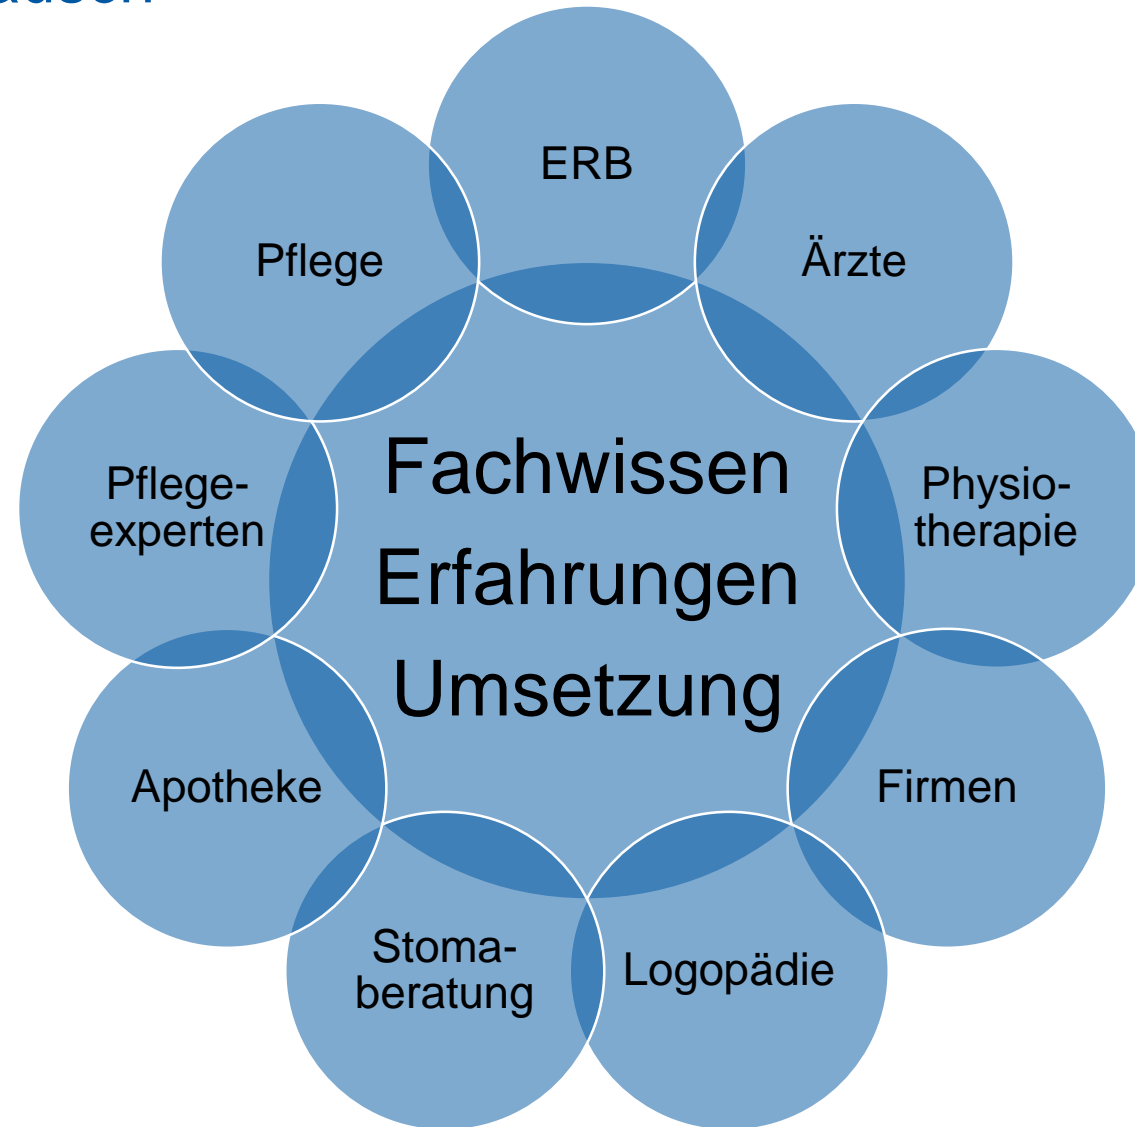 ERB
Pflege
Ärzte
Fachwissen
Erfahrungen
Umsetzung
Pflege-
experten
Physio-
therapie
Apotheke
Firmen
Stoma-
beratung
Logopädie